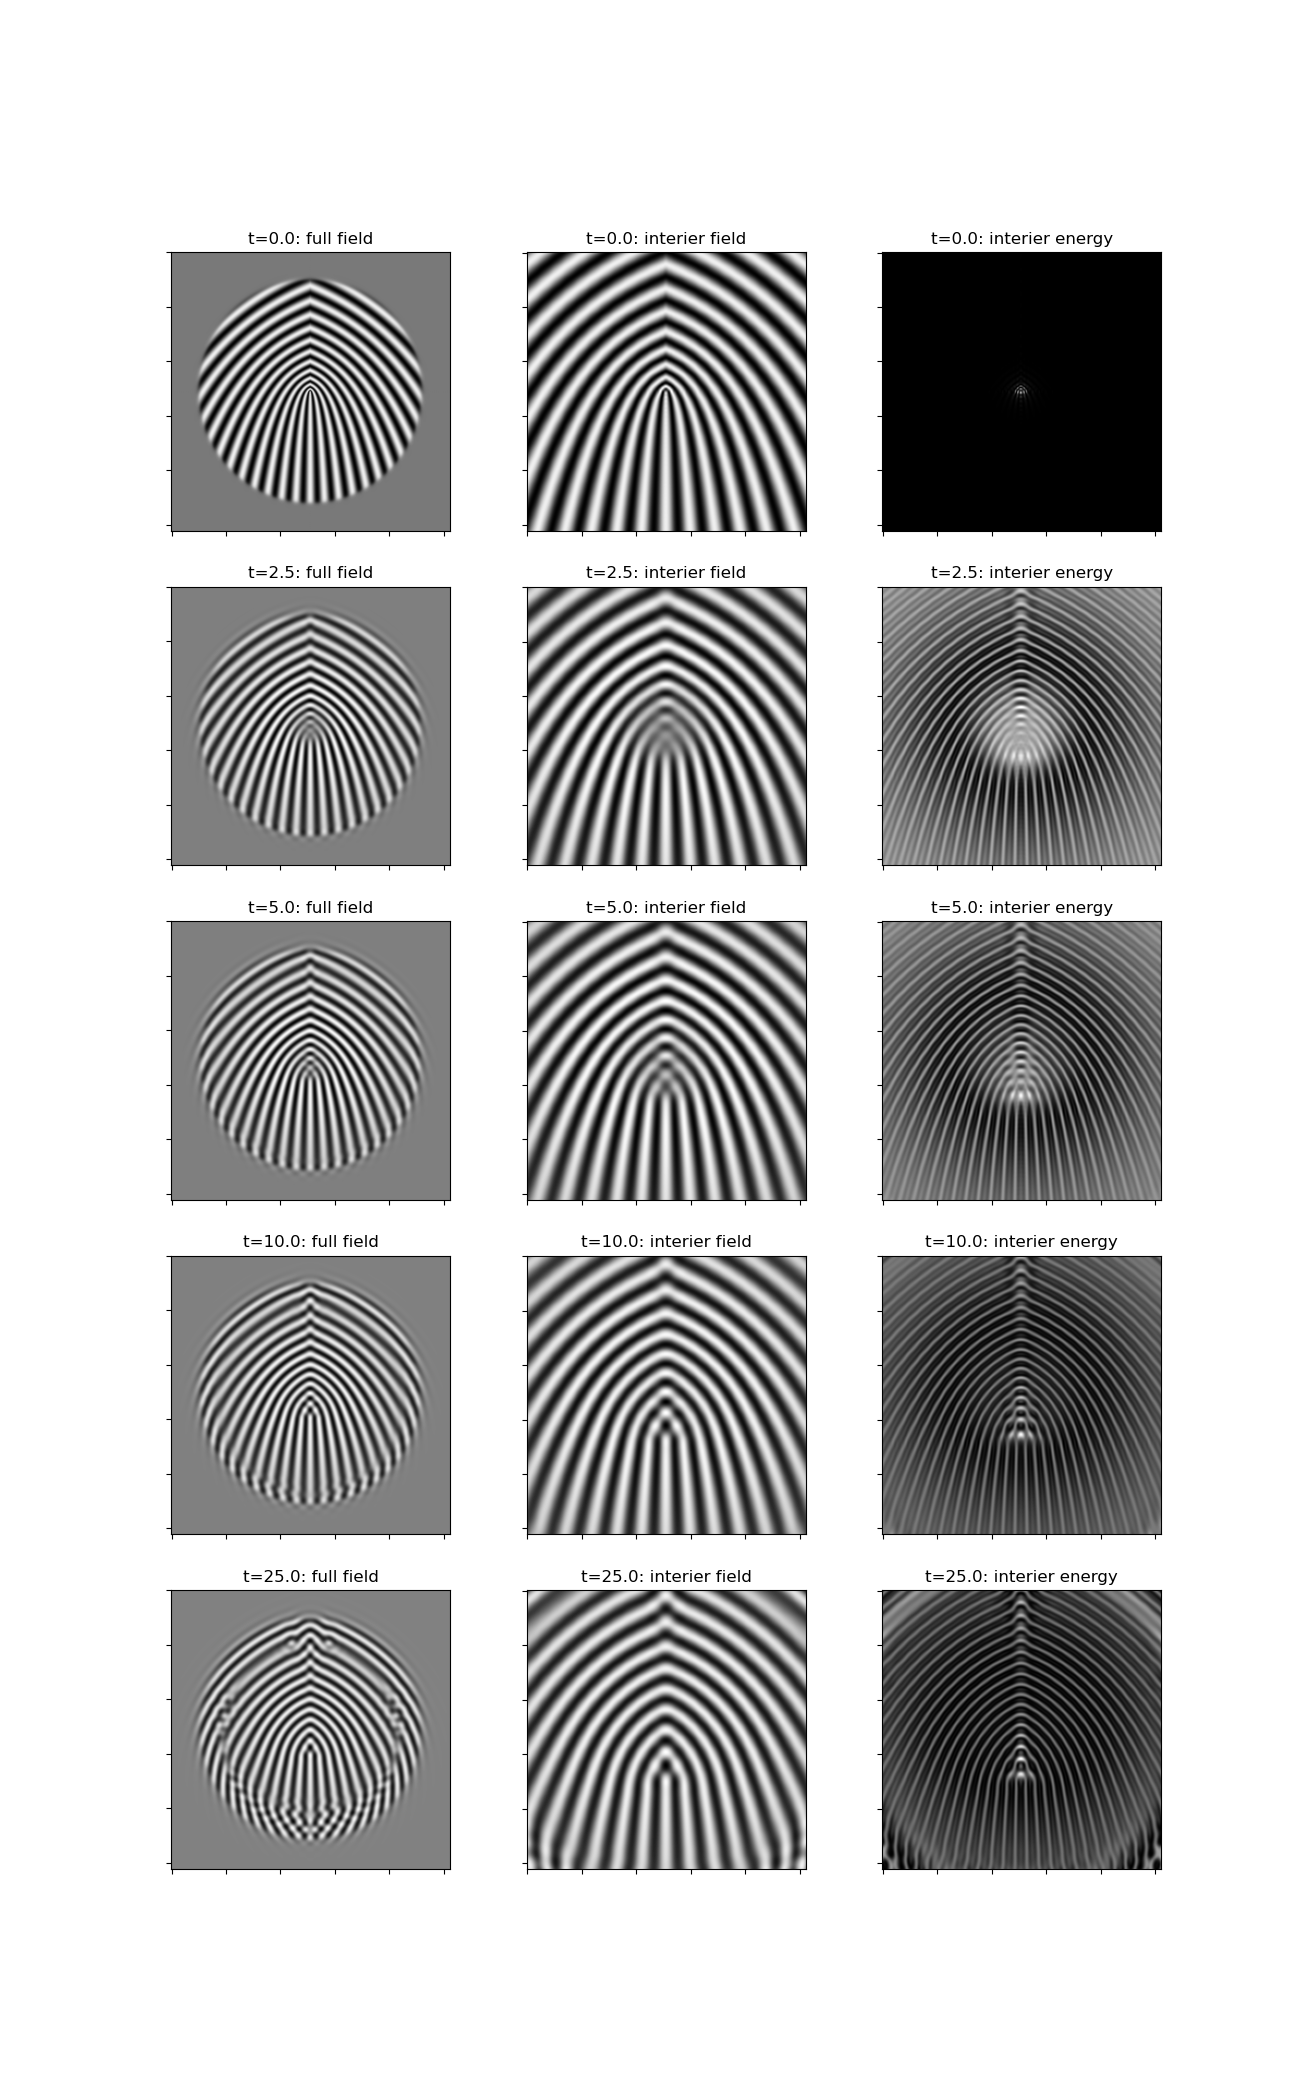 t=0.0: full field
t=0.0: interier field
t=0.0: interier energy
t=2.5: full field
t=2.5: interier field
t=2.5: interier energy
t=5.0: full field
t=5.0: interier field
t=5.0: interier energy
t=10.0: full field
t=10.0: interier field
t=10.0: interier energy
t=25.0: full field
t=25.0: interier field
t=25.0: interier energy